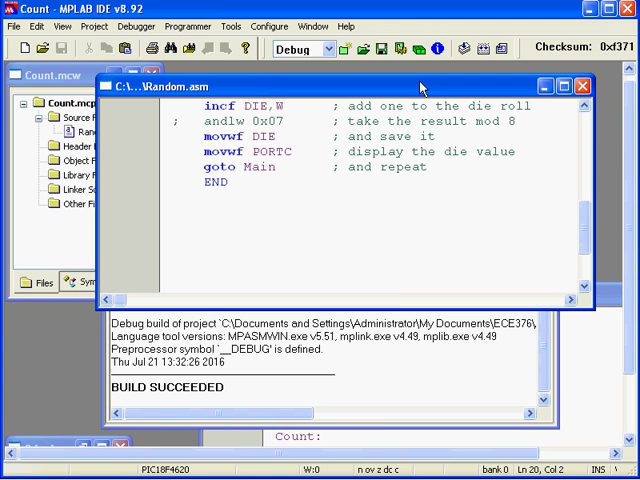 Count - MPLAB IDE v8.92
File Edit View Project Debugger Programmer Tools Configure Window Help
Debug
Checksum: 0xf371
Count.mcw
Count.mcp
Source F
Ran
Header
Object F
Library F
Linker S
Other Fi
Files
Sym
C:\...\Random.asm
incf DIE,W ; add one to the die roll
; andlw 0x07 ; take the result mod 8
movwf DIE ; and save it
movwf PORTC ; display the die value
goto Main ; and repeat
END
Debug build of project `C:\Documents and Settings\Administrator\My Documents\ECE376\
Language tool versions: MPASMWIN.exe v5.51, mplink.exe v4.49, mplib.exe v4.49
Preprocessor symbol `__DEBUG' is defined.
Thu Jul 21 13:32:26 2016
BUILD SUCCEEDED
Count:
PIC18F4620 W:0 n ov z dc c bank 0 Ln 20, Col 2 INS